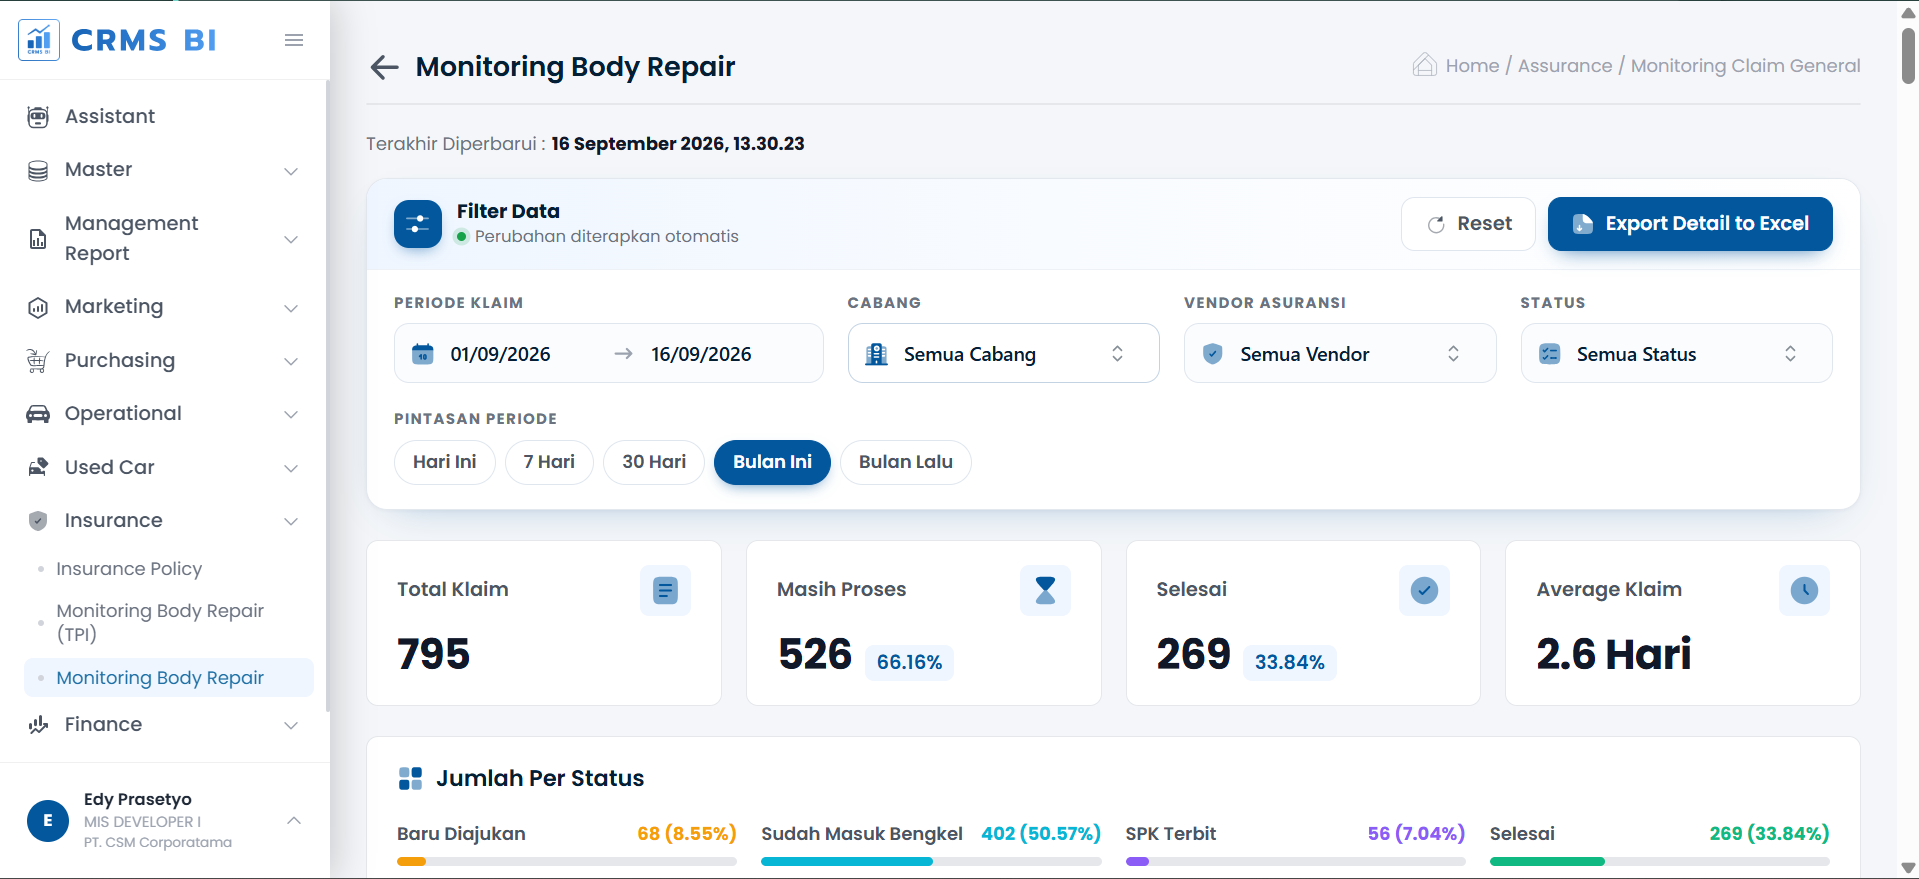 CRMS BI
CRMS BI
Assistant
Master
Management
Report
Marketing
Purchasing
Operational
Used Car
Insurance
Insurance Policy
Monitoring Body Repair
(TPI)
Monitoring Body Repair
Finance
E
Edy Prasetyo
MIS DEVELOPER I
PT. CSM Corporatama
Monitoring Body Repair
Home / Assurance / Monitoring Claim General
Terakhir Diperbarui : 16 September 2026, 13.30.23
Filter Data
Perubahan diterapkan otomatis
Reset
Export Detail to Excel
PERIODE KLAIM
CABANG
VENDOR ASURANSI
STATUS
10
01/09/2026
16/09/2026
Semua Cabang
Semua Vendor
Semua Status
PINTASAN PERIODE
Hari Ini
7 Hari
30 Hari
Bulan Ini
Bulan Lalu
Total Klaim
795
Masih Proses
526 66.16%
Selesai
269 33.84%
Average Klaim
2.6 Hari
Jumlah Per Status
Baru Diajukan 68 (8.55%)
Sudah Masuk Bengkel 402 (50.57%)
SPK Terbit 56 (7.04%)
Selesai 269 (33.84%)